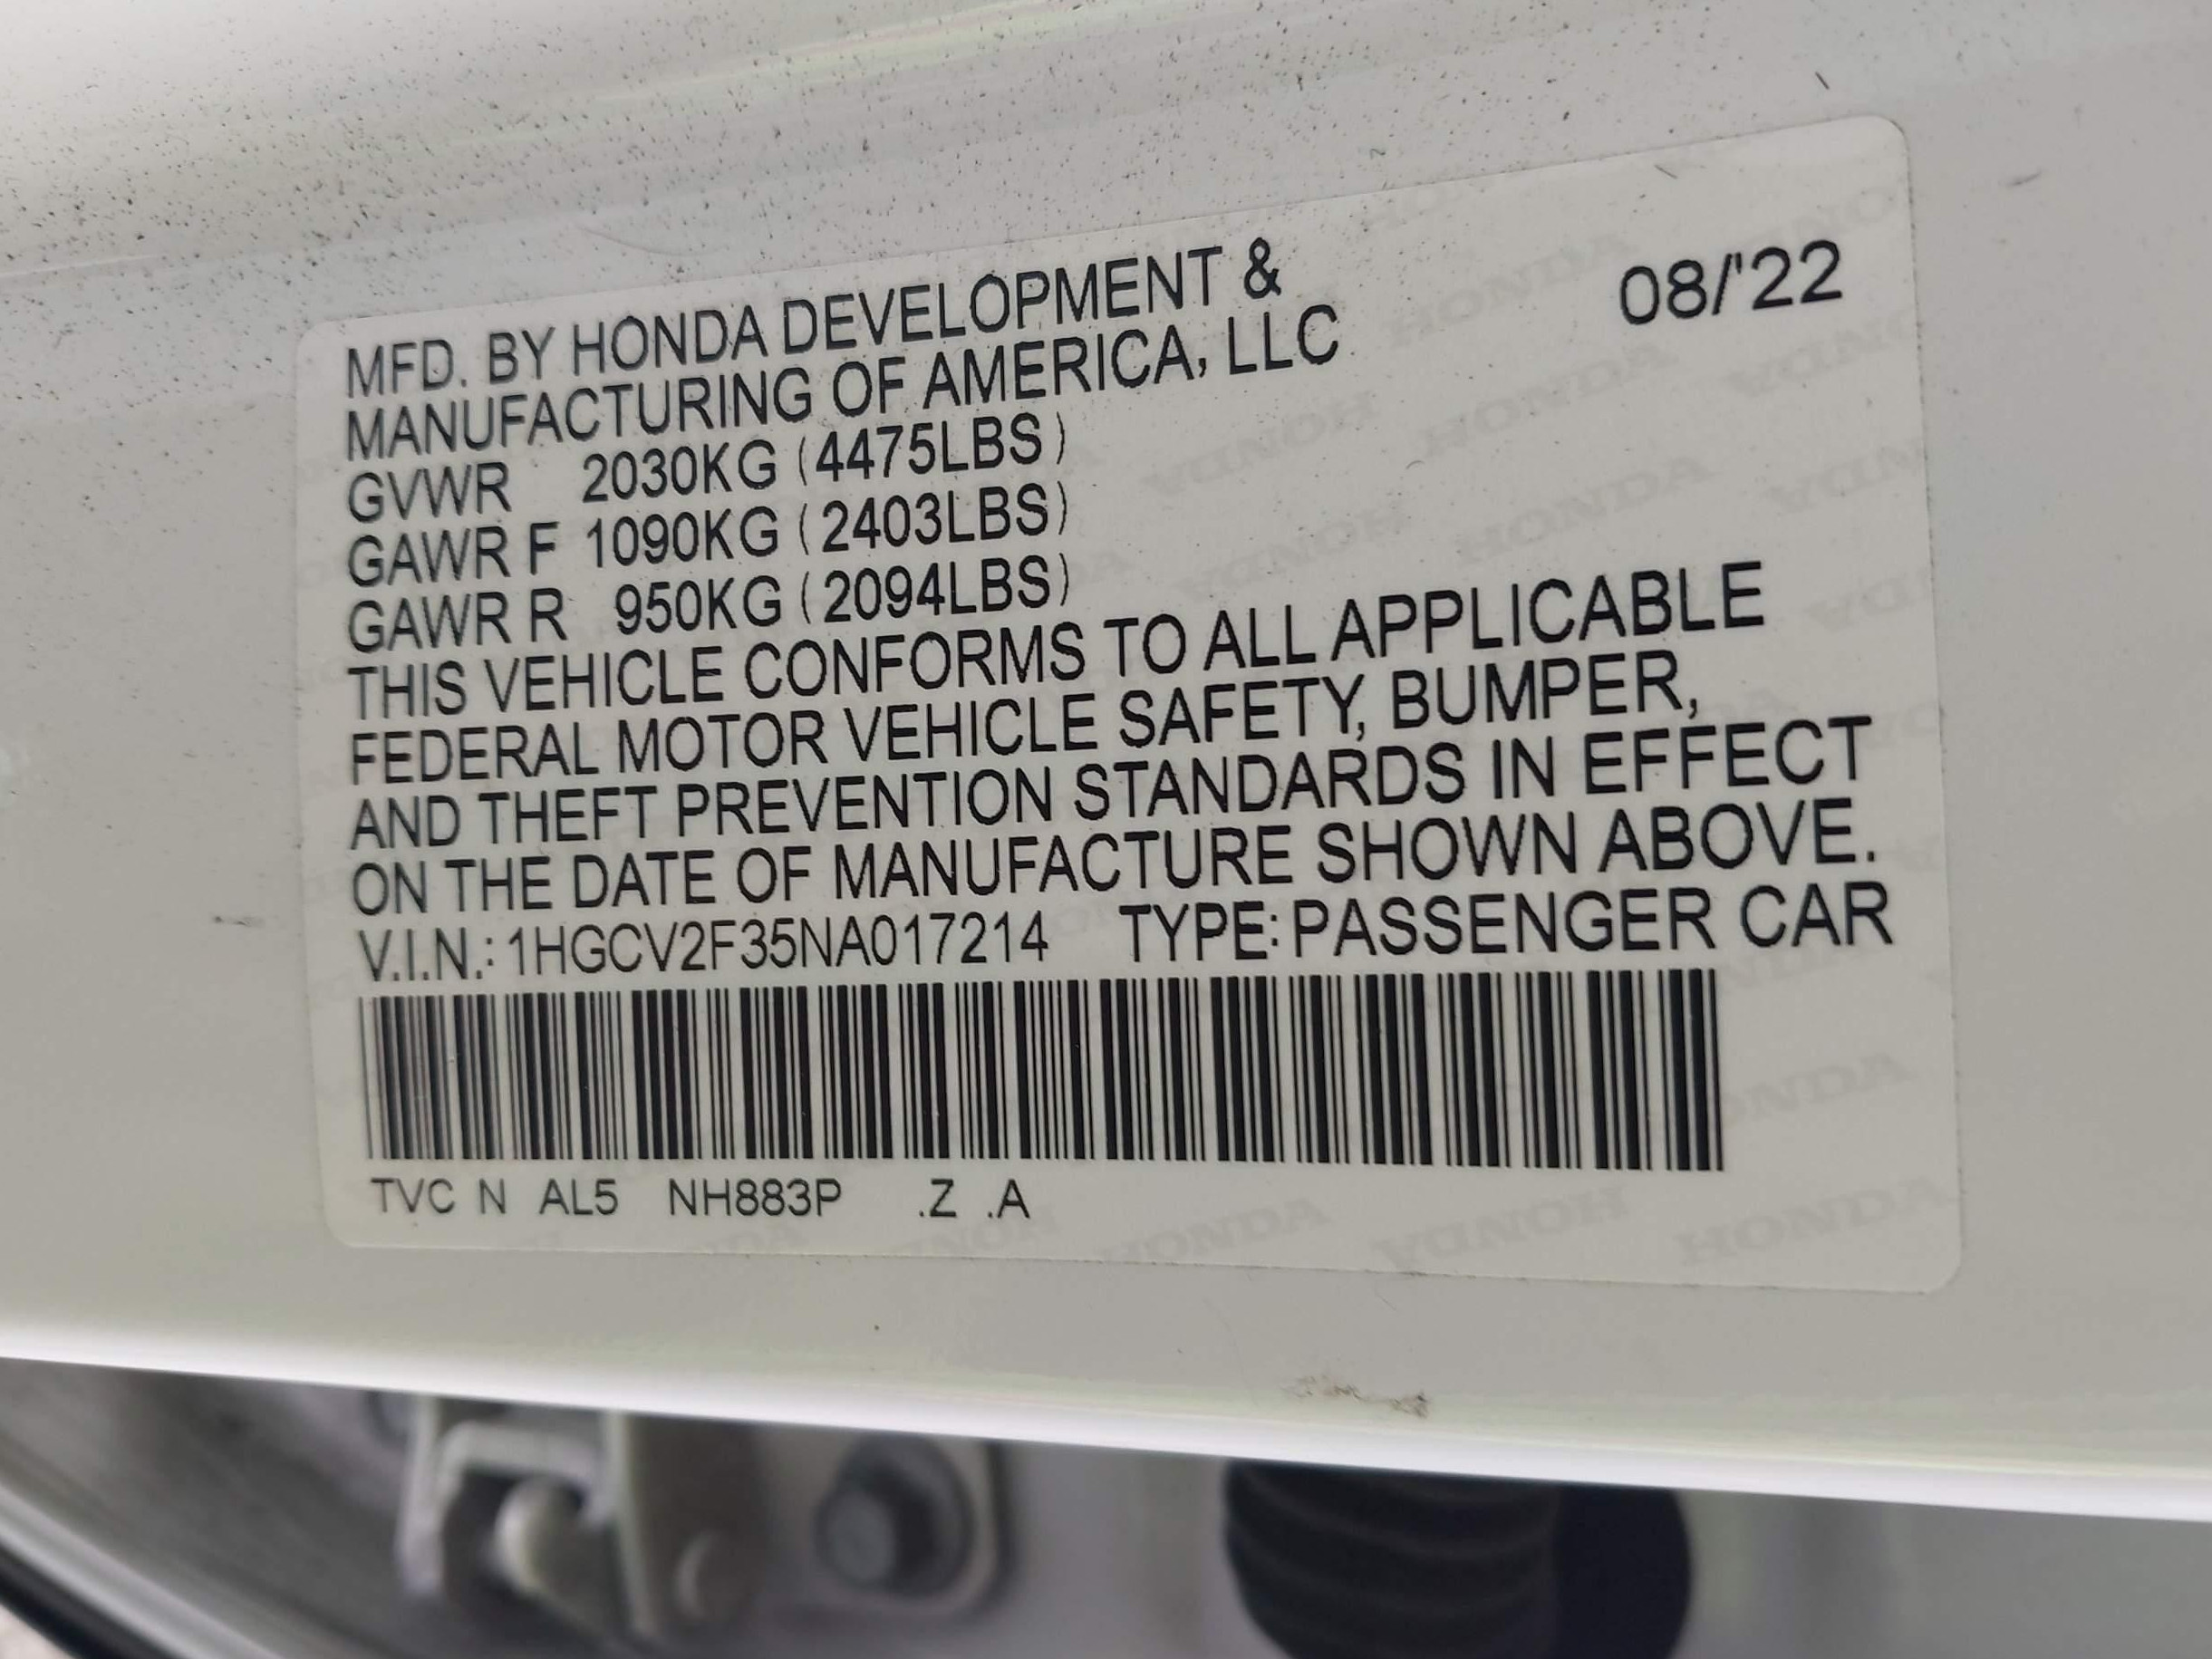 08/'22
MFD. BY HONDA DEVELOPMENT &
MANUFACTURING OF AMERICA, LLC
GVWR 2030KG (4475LBS)
GAWR F 1090KG (2403LBS)
GAWR R 950KG (2094LBS)
THIS VEHICLE CONFORMS TO ALL APPLICABLE
FEDERAL MOTOR VEHICLE SAFETY, BUMPER,
AND THEFT PREVENTION STANDARDS IN EFFECT
ON THE DATE OF MANUFACTURE SHOWN ABOVE.
V.I.N.: 1HGCV2F35NA017214 TYPE: PASSENGER CAR
TVC N AL5 NH883P .Z .A